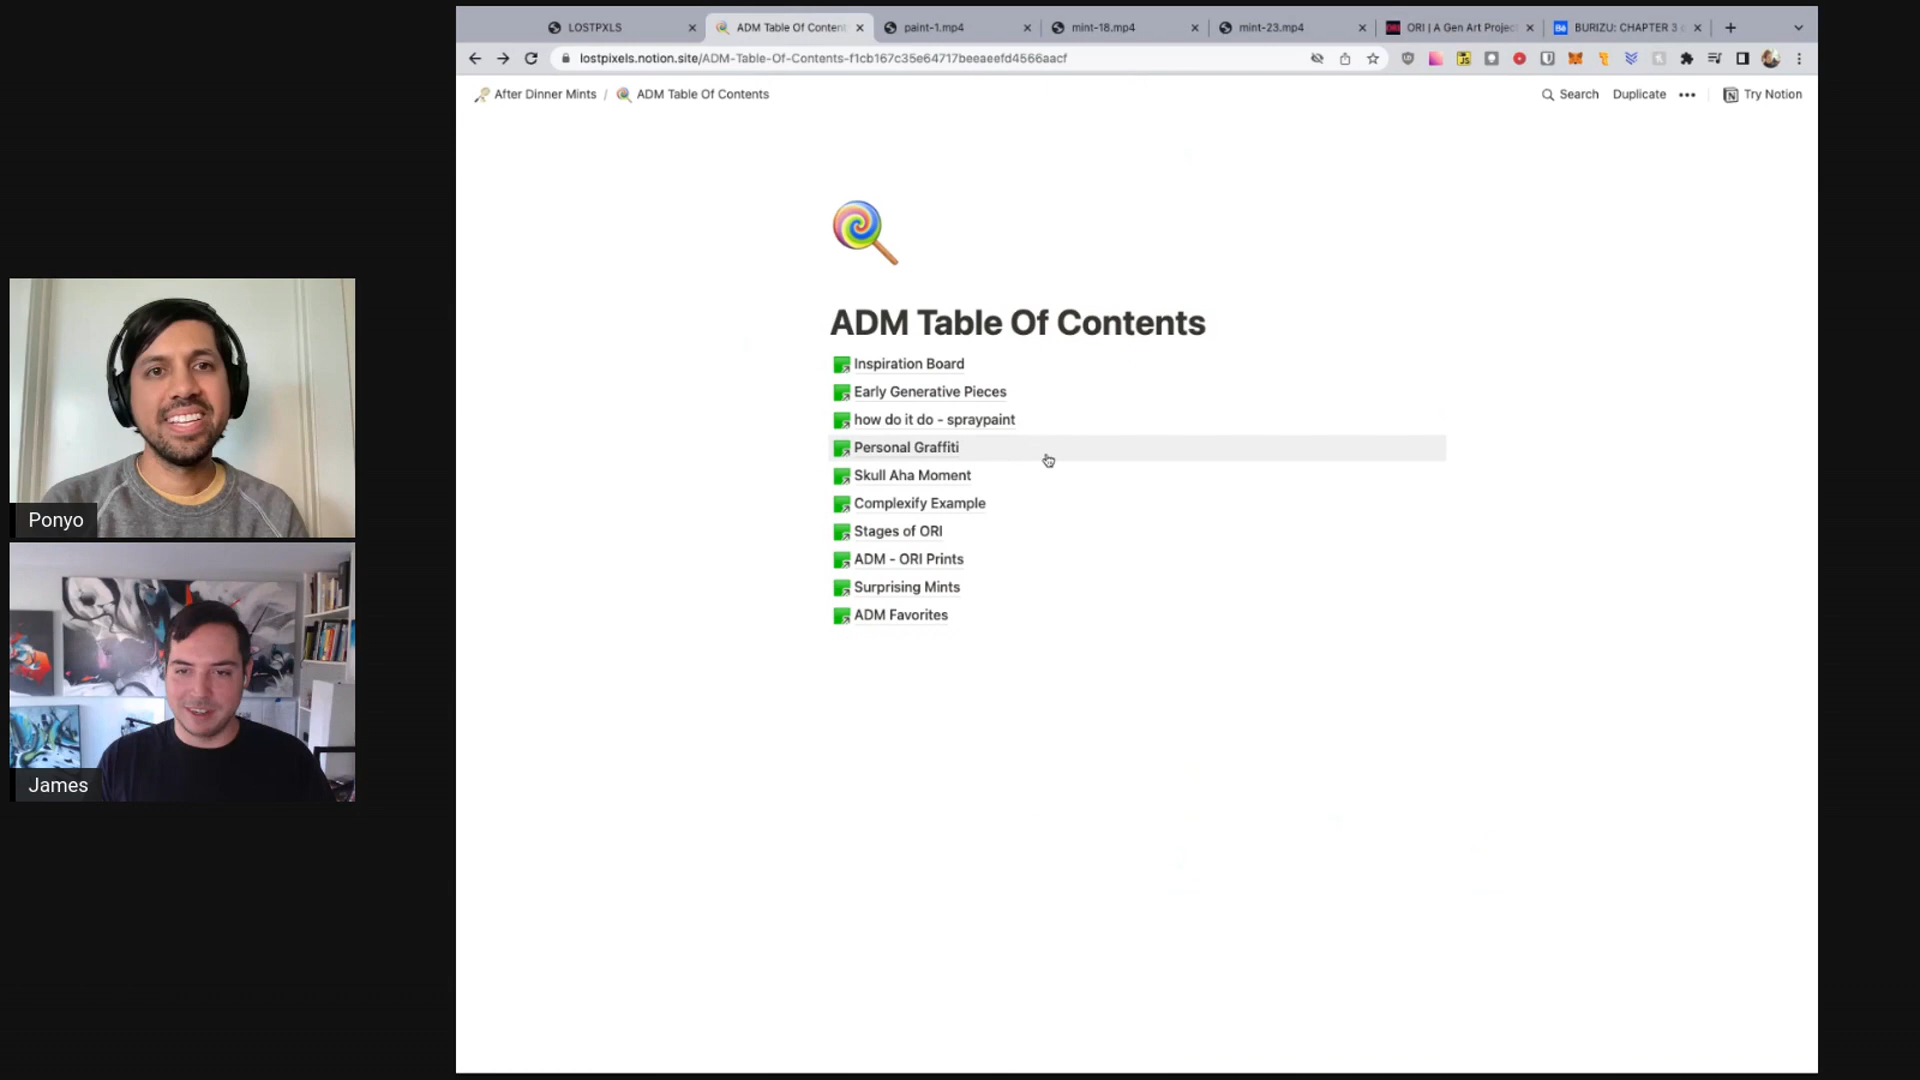 LOSTPXLS
ADM Table Of Content
paint-1.mp4
mint-18.mp4
mint-23.mp4
ORI | A Gen Art Project
BURIZU: CHAPTER 3
lostpixels.notion.site/ADM-Table-Of-Contents-f1cb167c35e64717beeaeefd4566aacf
After Dinner Mints / ADM Table Of Contents
Search Duplicate ••• Try Notion
ADM Table Of Contents
Inspiration Board
Early Generative Pieces
how do it do - spraypaint
Personal Graffiti
Skull Aha Moment
Complexify Example
Stages of ORI
ADM - ORI Prints
Surprising Mints
ADM Favorites
Ponyo
James